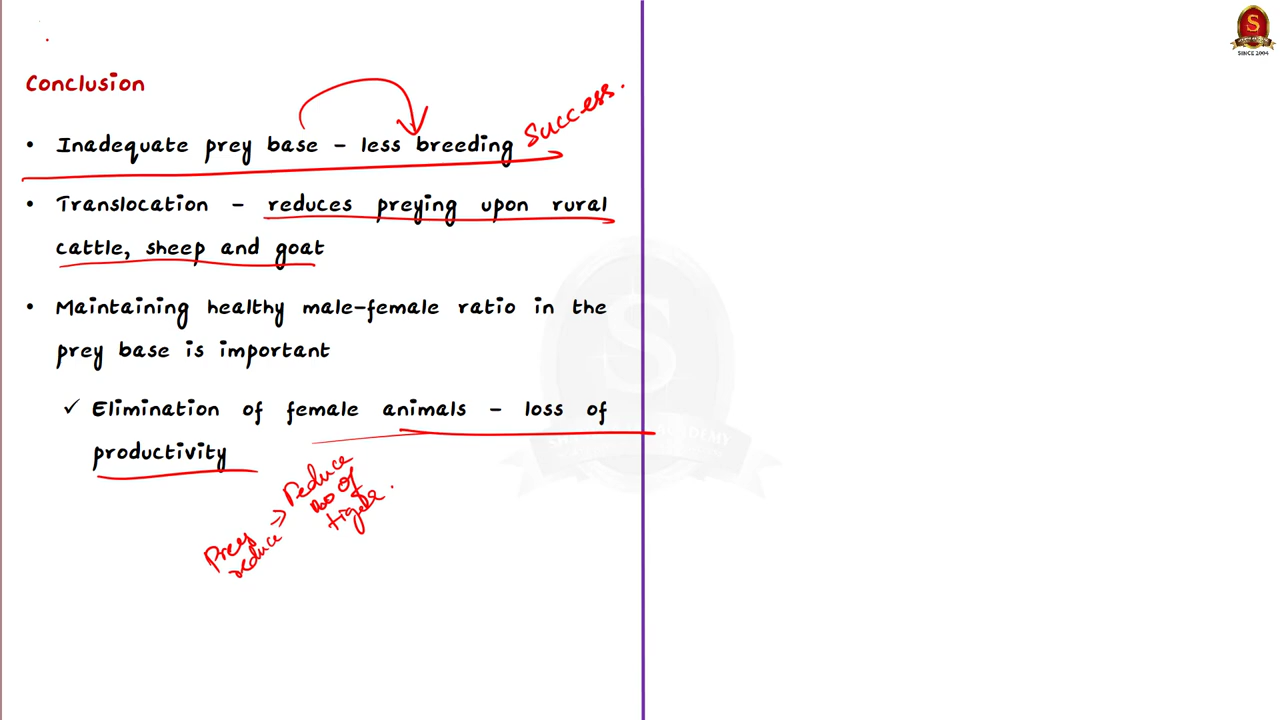 Conclusion
• Inadequate prey base – less breeding Success.
• Translocation – reduces preying upon rural
cattle, sheep and goat
• Maintaining healthy male-female ratio in the
prey base is important
✓ Elimination of female animals – loss of
productivity
Prey
reduce
=> reduce
no of
S
SINCE 2004